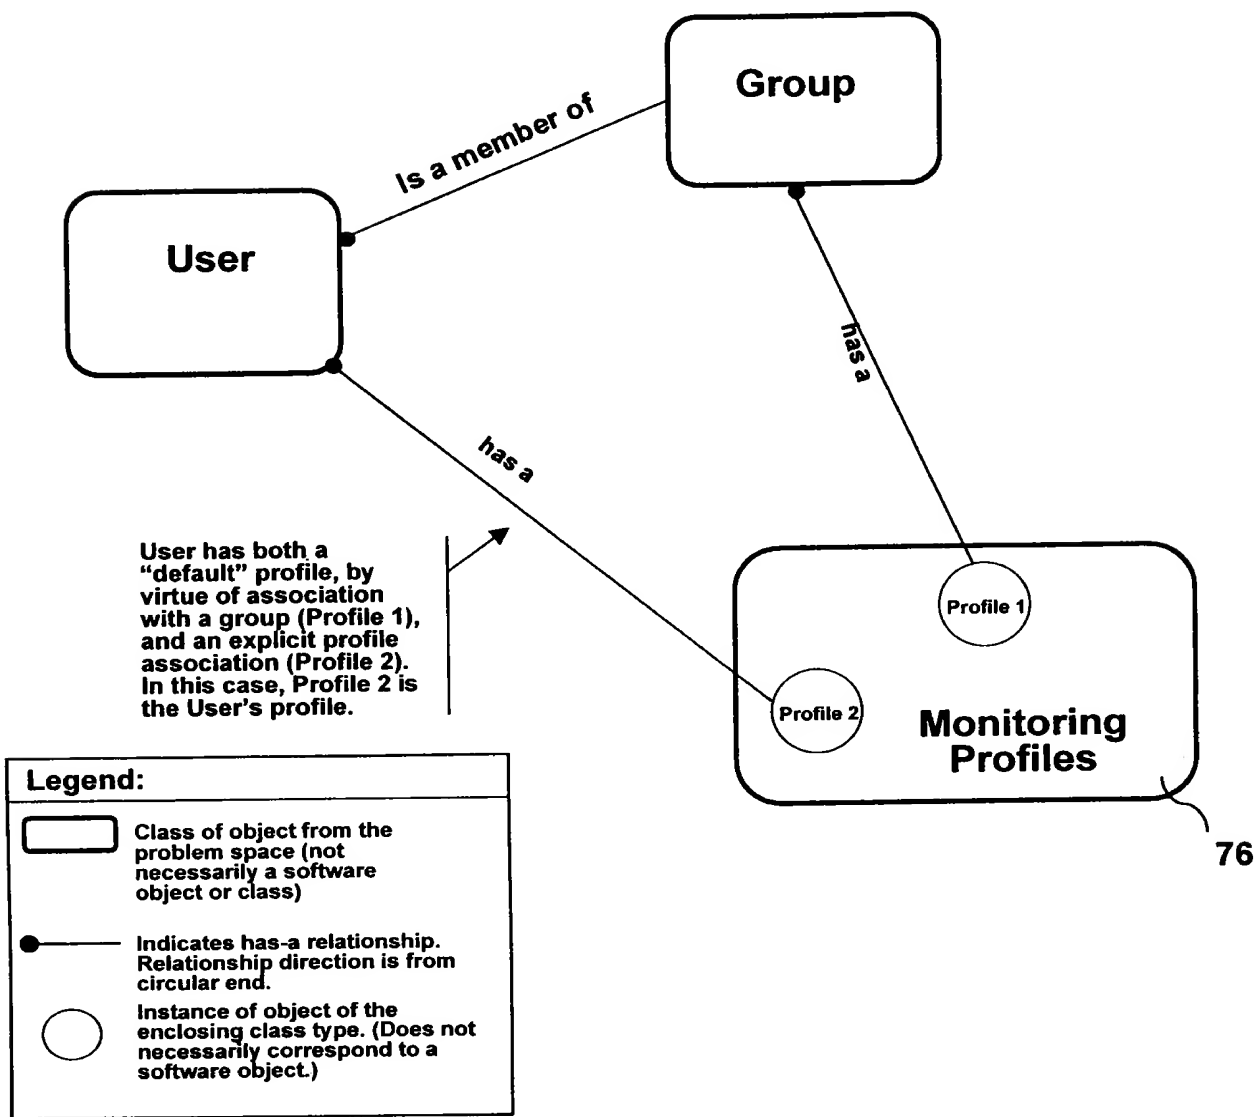 Group
Is a member of
User
has a
has a
User has both a
“default” profile, by
virtue of association
with a group (Profile 1),
and an explicit profile
association (Profile 2).
In this case, Profile 2 is
the User's profile.
Profile 1
Profile 2
Monitoring
Profiles
76
Legend:
Class of object from the
problem space (not
necessarily a software
object or class)
Indicates has-a relationship.
Relationship direction is from
circular end.
Instance of object of the
enclosing class type. (Does not
necessarily correspond to a
software object.)